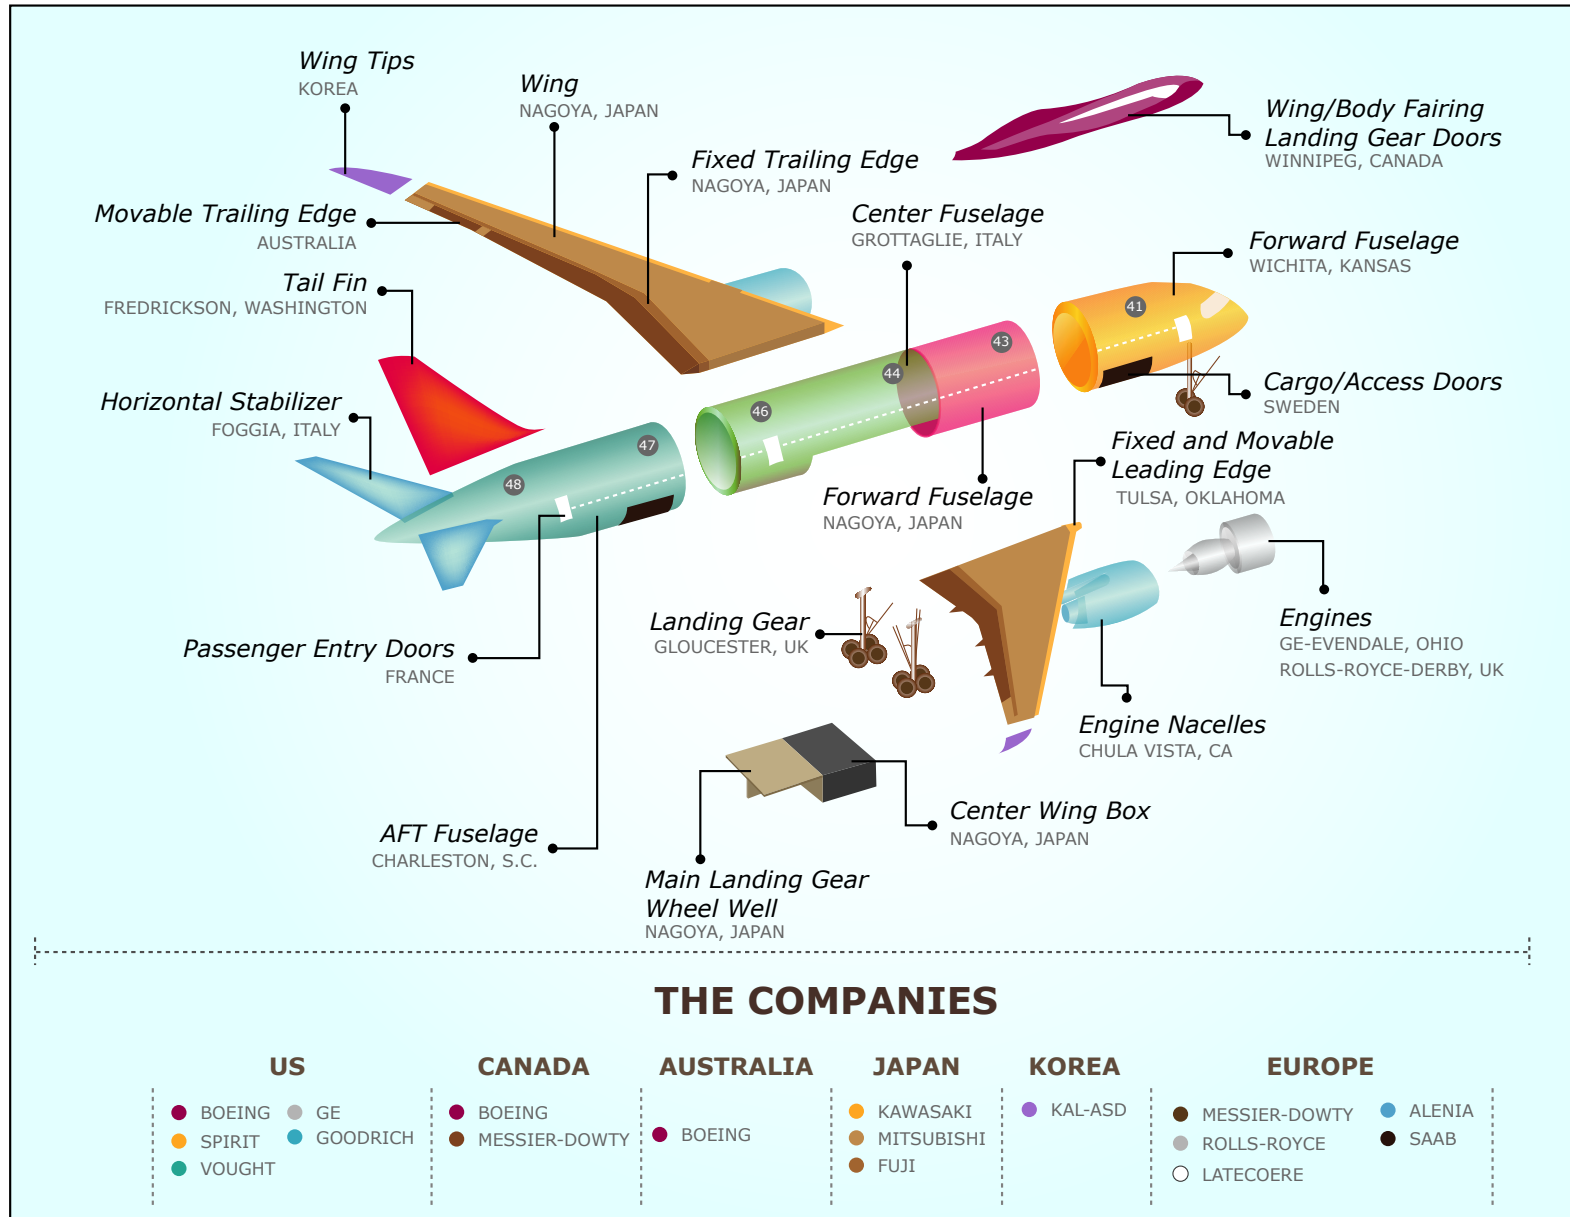 Wing Tips
KOREA
Wing
NAGOYA, JAPAN
Wing/Body Fairing
Landing Gear Doors
WINNIPEG, CANADA
Fixed Trailing Edge
NAGOYA, JAPAN
Movable Trailing Edge
AUSTRALIA
Center Fuselage
GROTTAGLIE, ITALY
Forward Fuselage
WICHITA, KANSAS
Tail Fin
FREDRICKSON, WASHINGTON
41
43
44
46
47
48
Cargo/Access Doors
SWEDEN
Horizontal Stabilizer
FOGGIA, ITALY
Fixed and Movable
Leading Edge
TULSA, OKLAHOMA
Forward Fuselage
NAGOYA, JAPAN
Landing Gear
GLOUCESTER, UK
Engines
GE-EVENDALE, OHIO
ROLLS-ROYCE-DERBY, UK
Passenger Entry Doors
FRANCE
Engine Nacelles
CHULA VISTA, CA
Center Wing Box
NAGOYA, JAPAN
AFT Fuselage
CHARLESTON, S.C.
Main Landing Gear
Wheel Well
NAGOYA, JAPAN
THE COMPANIES
US
BOEING
SPIRIT
VOUGHT
GE
GOODRICH
CANADA
BOEING
MESSIER-DOWTY
AUSTRALIA
BOEING
JAPAN
KAWASAKI
MITSUBISHI
FUJI
KOREA
KAL-ASD
EUROPE
MESSIER-DOWTY
ROLLS-ROYCE
LATECOERE
ALENIA
SAAB